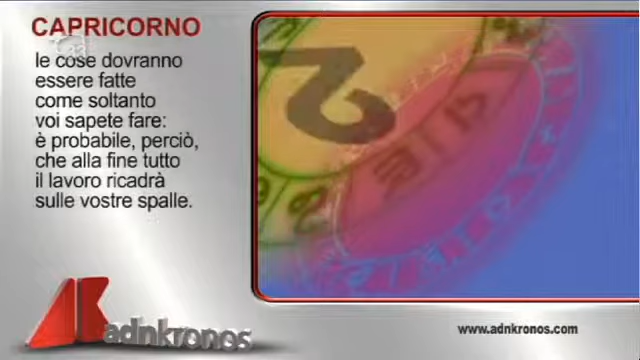 CAPRICORNO
le cose dovranno
essere fatte
come soltanto
voi sapete fare:
è probabile, perciò,
che alla fine tutto
il lavoro ricadrà
sulle vostre spalle.
2
adnkronos
www.adnkronos.com